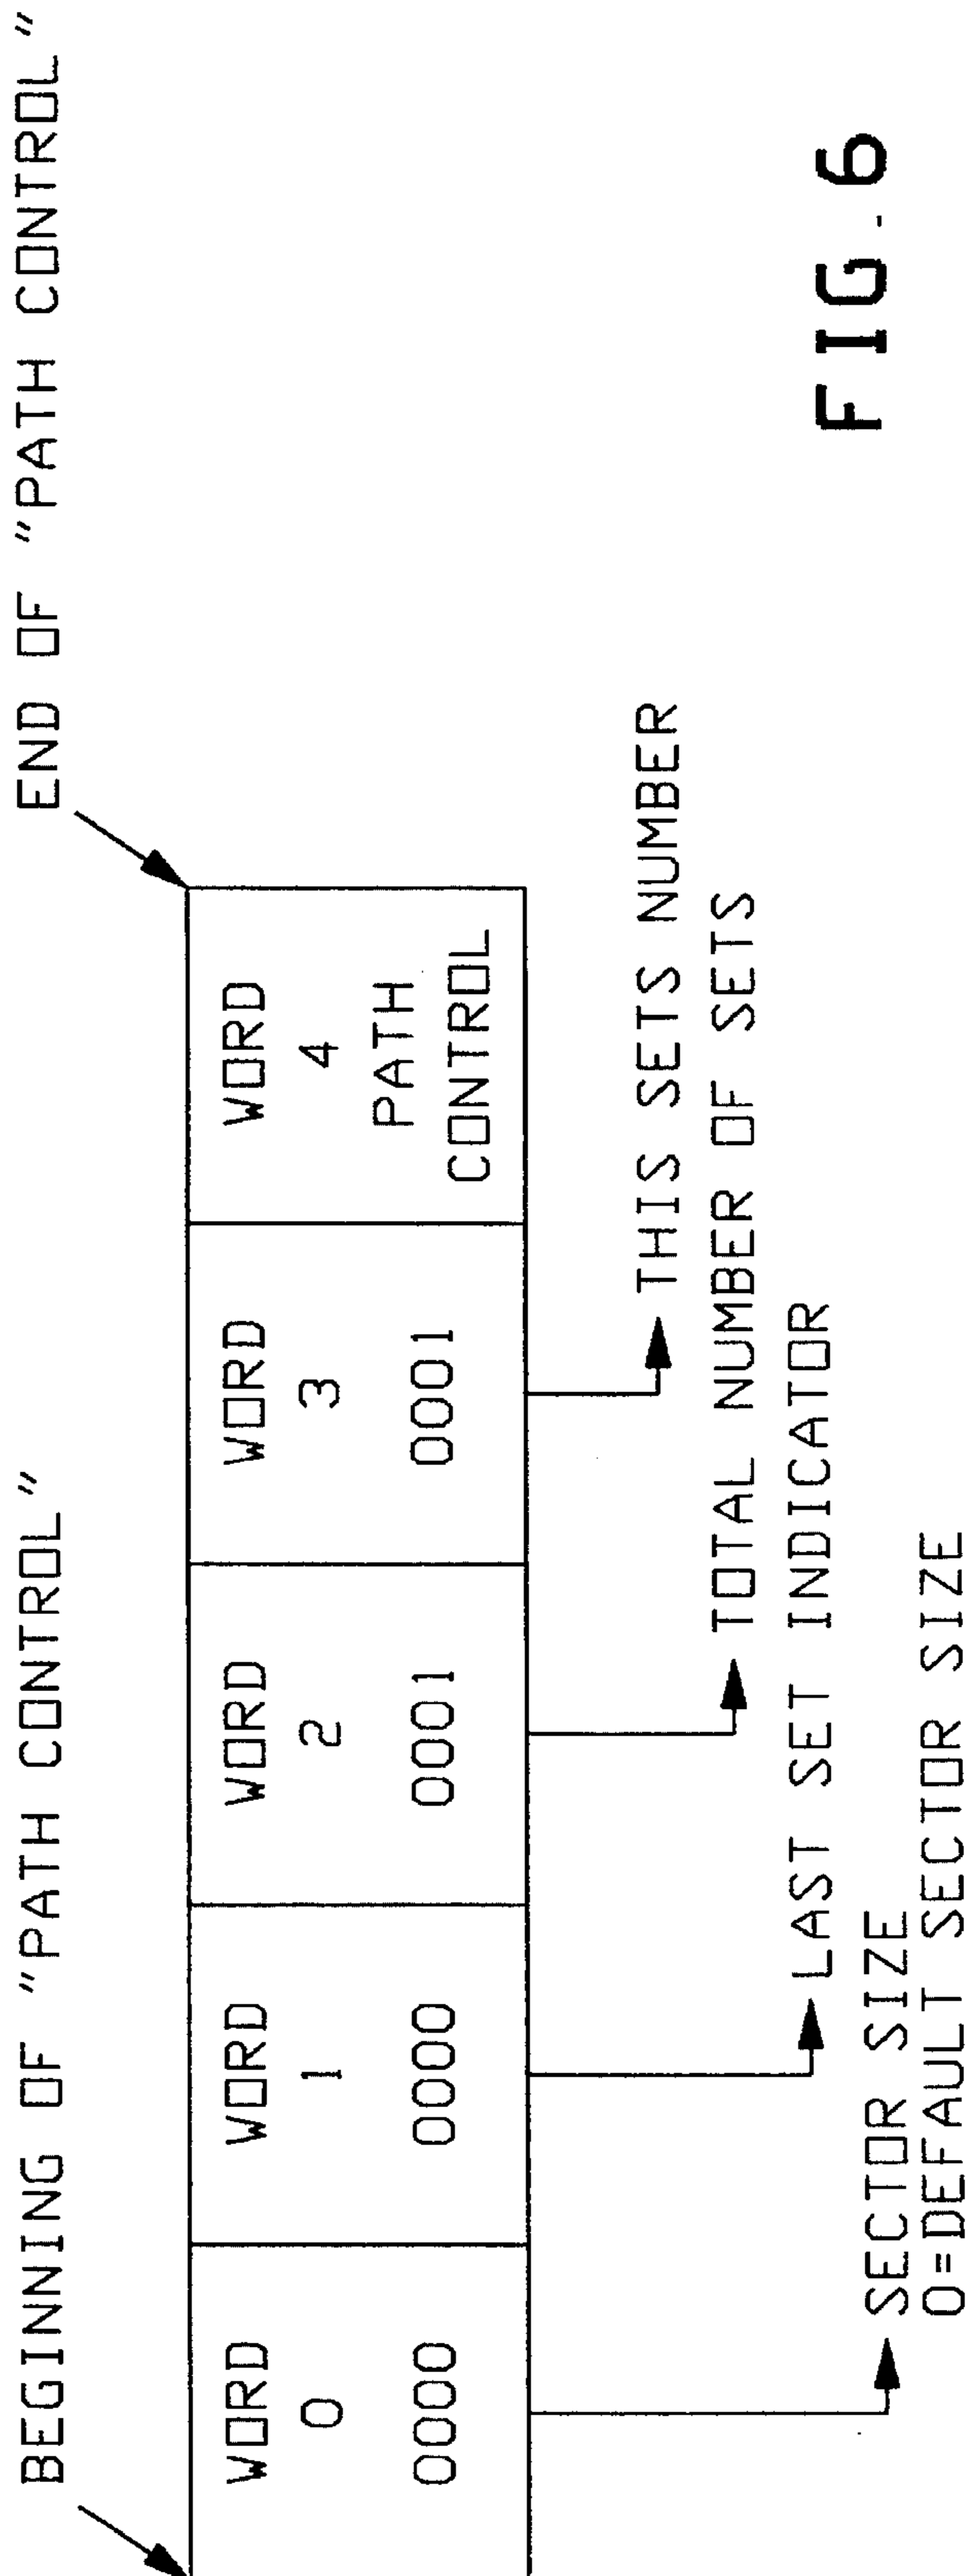 BEGINNING OF "PATH CONTROL"
END OF "PATH CONTROL"
WORD
0
0000
WORD
1
0000
WORD
2
0001
WORD
3
0001
WORD
4
PATH
CONTROL
THIS SETS NUMBER
TOTAL NUMBER OF SETS
LAST SET INDICATOR
SECTOR SIZE
0=DEFAULT SECTOR SIZE
FIG.6